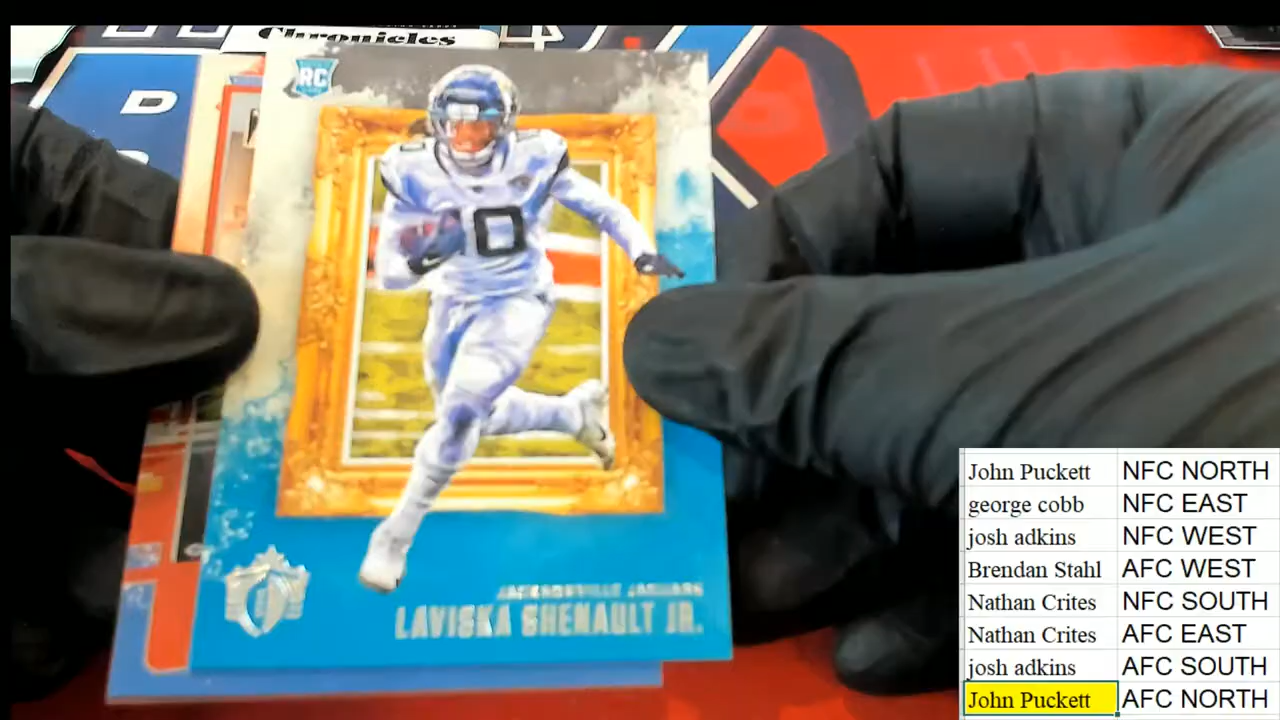 Chronicles
D
RC
10
JACKSONVILLE JAGUARS
LAVISKA SHENAULT JR.
John Puckett NFC NORTH
george cobb NFC EAST
josh adkins NFC WEST
Brendan Stahl AFC WEST
Nathan Crites NFC SOUTH
Nathan Crites AFC EAST
josh adkins AFC SOUTH
John Puckett AFC NORTH